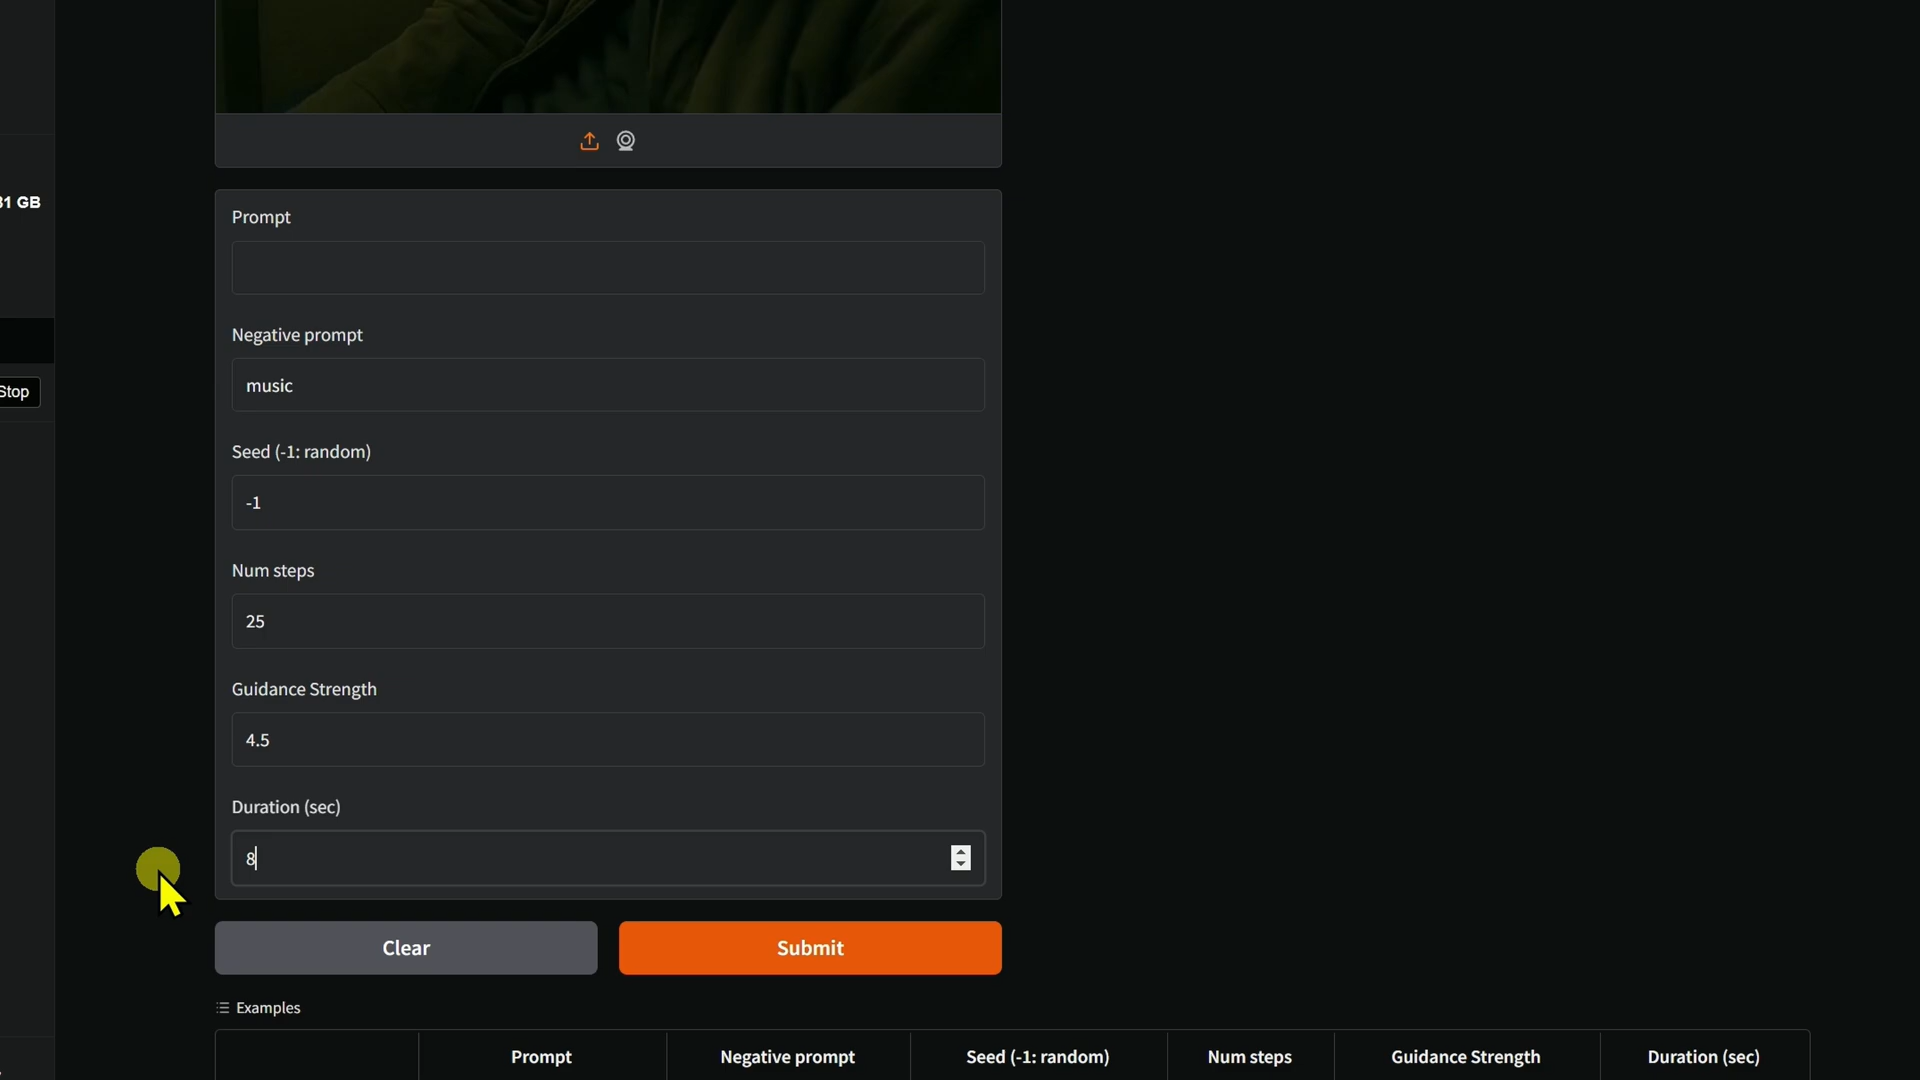 31 GB
Stop
Prompt
Negative prompt
music
Seed (-1: random)
-1
Num steps
25
Guidance Strength
4.5
Duration (sec)
8
Clear
Submit
Examples
Prompt Negative prompt Seed (-1: random) Num steps Guidance Strength Duration (sec)